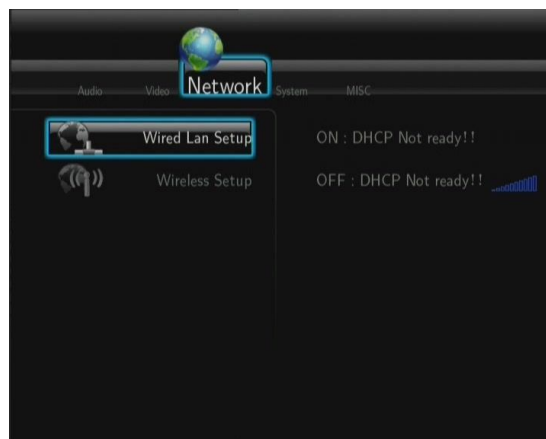 Audio Video Network System MISC
Wired Lan Setup ON : DHCP Not ready!!
Wireless Setup OFF : DHCP Not ready!!